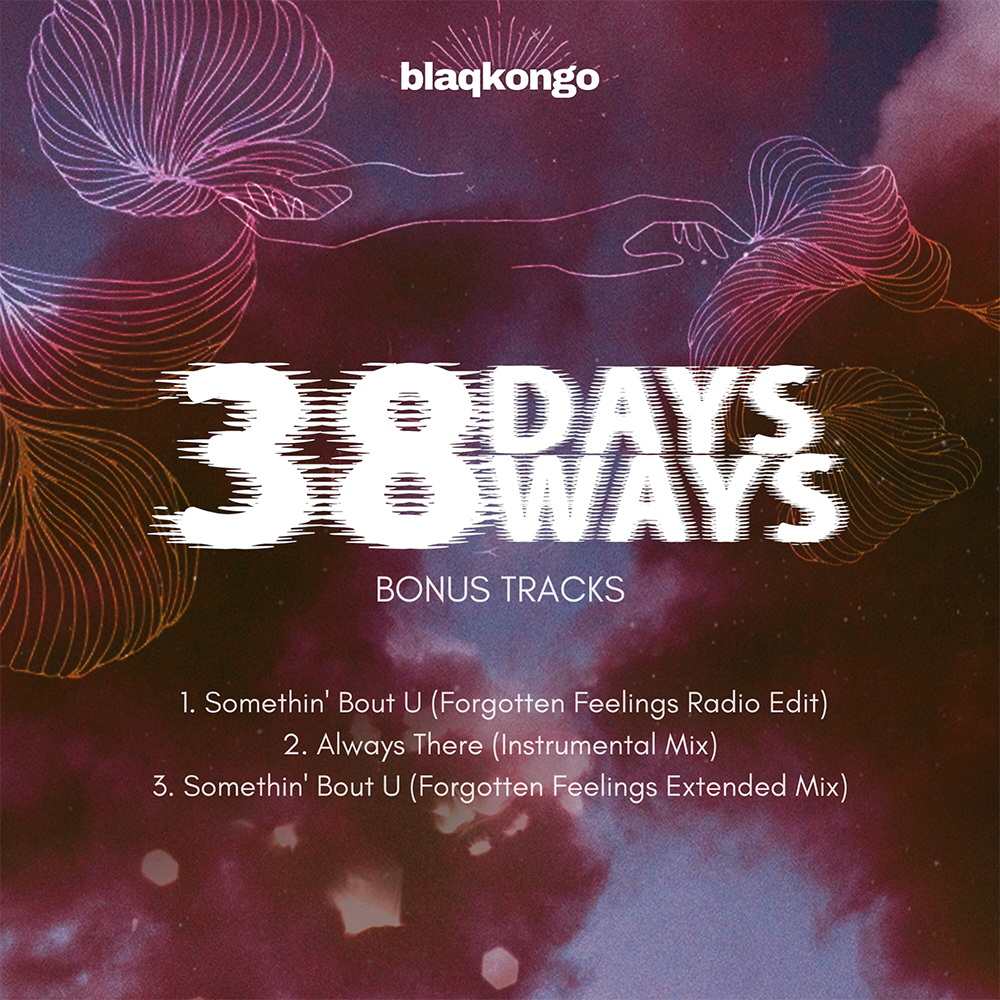 blaqkongo
38 DAYS
WAYS
BONUS TRACKS
1. Somethin' Bout U (Forgotten Feelings Radio Edit)
2. Always There (Instrumental Mix)
3. Somethin' Bout U (Forgotten Feelings Extended Mix)